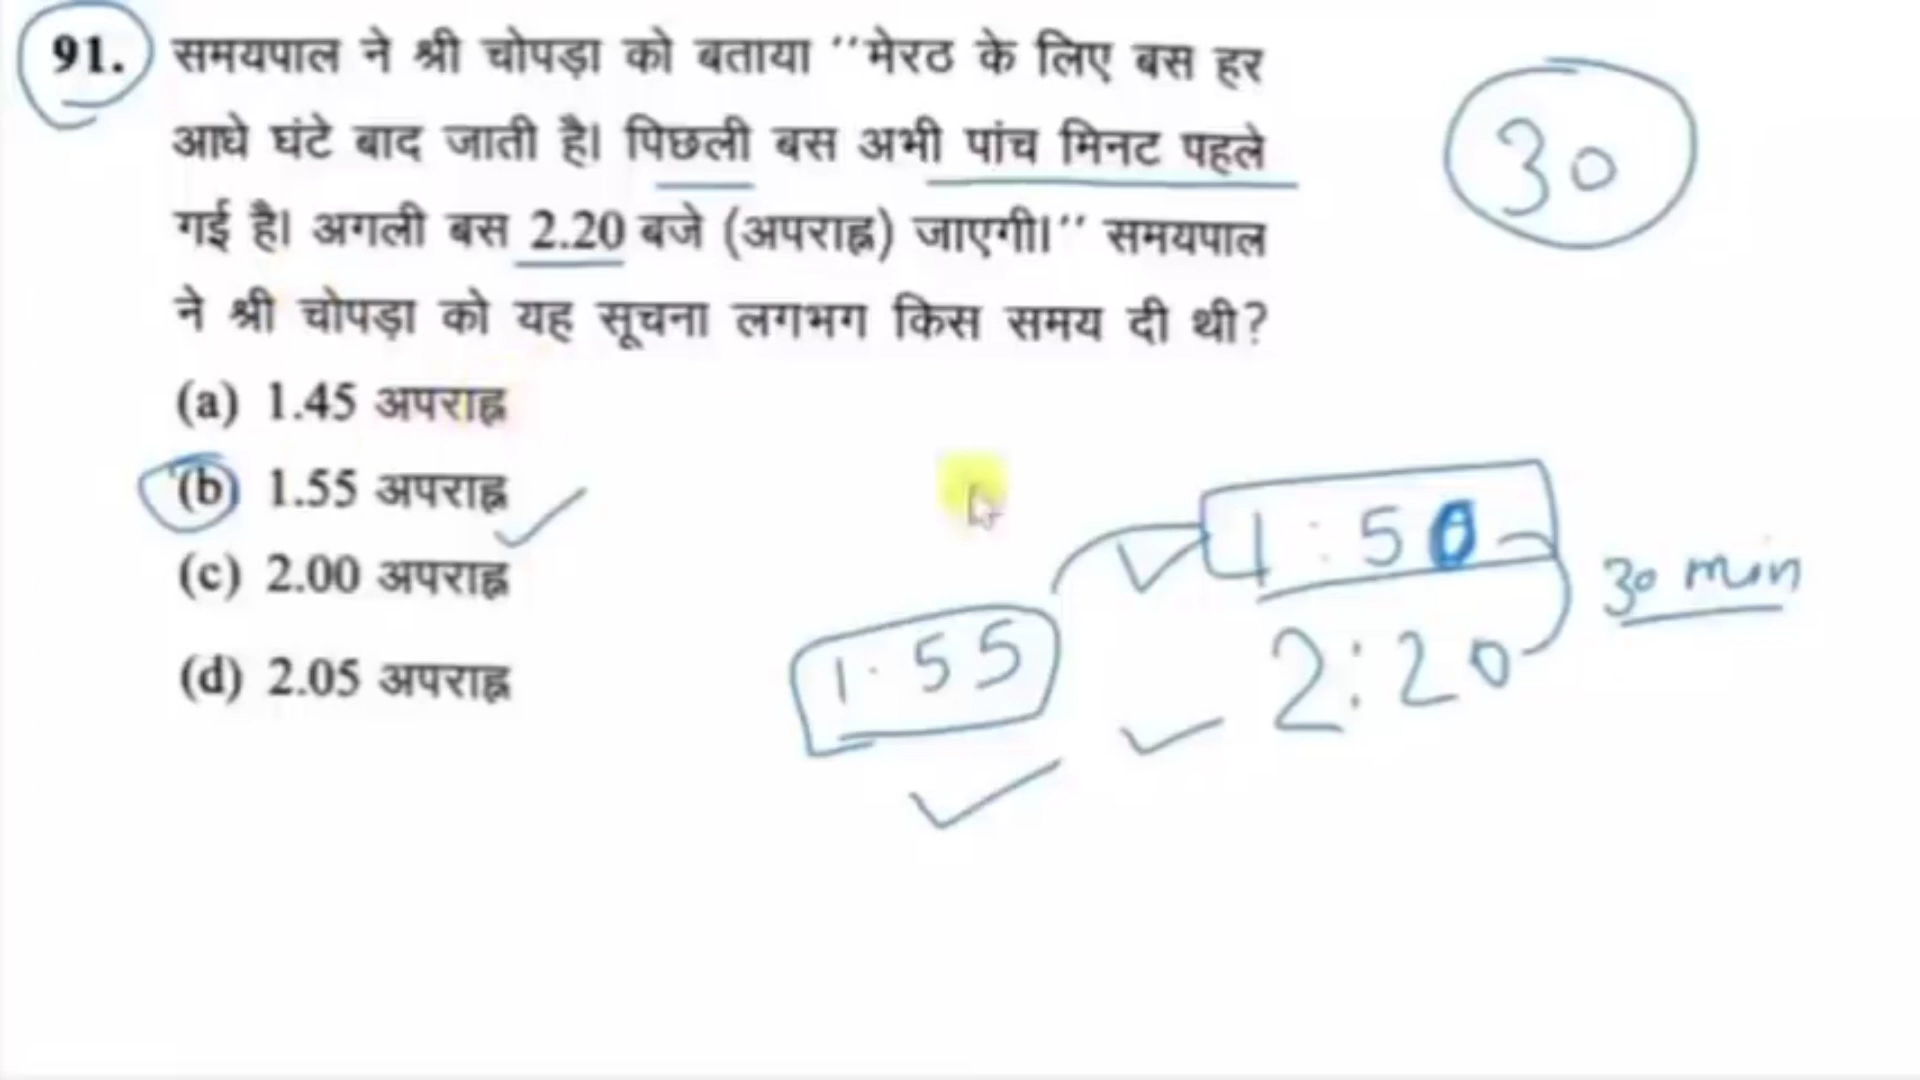 91. समयपाल ने श्री चोपड़ा को बताया ''मेरठ के लिए बस हर
आधे घंटे बाद जाती है। पिछली बस अभी पांच मिनट पहले
गई है। अगली बस 2.20 बजे (अपराह्न) जाएगी।'' समयपाल
ने श्री चोपड़ा को यह सूचना लगभग किस समय दी थी?
(a) 1.45 अपराह्न
(b) 1.55 अपराह्न
(c) 2.00 अपराह्न
(d) 2.05 अपराह्न
30
1:50
30 min
1:55
2:20